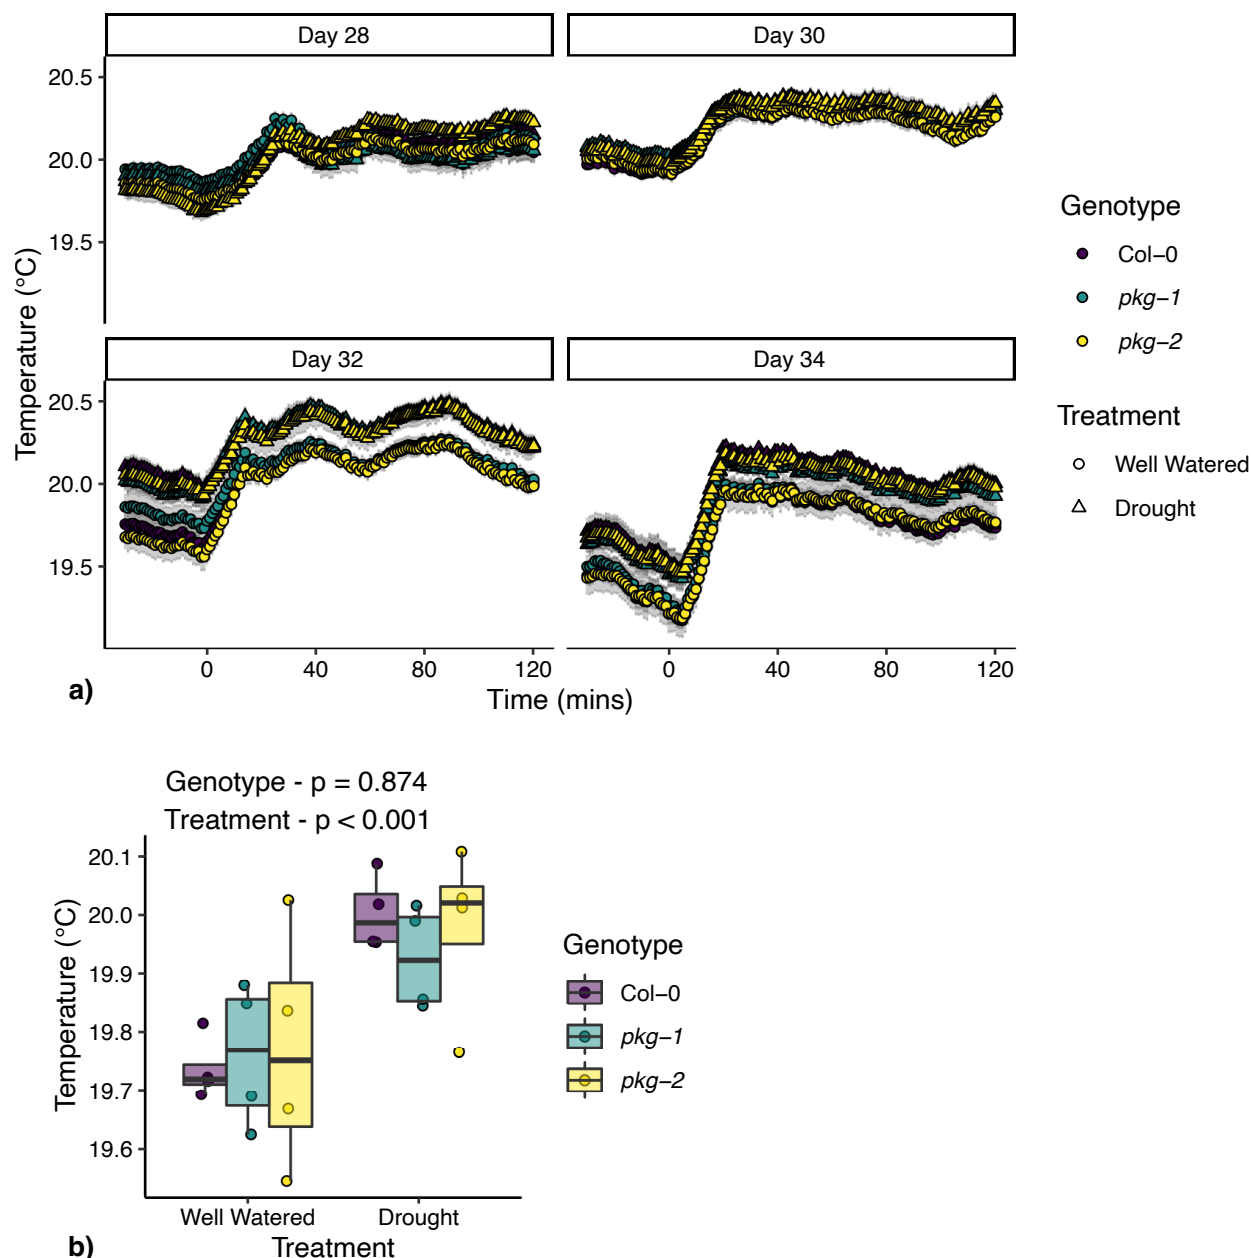 Day 28
Day 30
20.5
20.0
19.5
Day 32
Day 34
20.5
20.0
19.5
Temperature (°C)
0 40 80 120
0 40 80 120
Time (mins)
a)
Genotype
Col−0
pkg−1
pkg−2
Treatment
Well Watered
Drought
Genotype - p = 0.874
Treatment - p < 0.001
20.1
20.0
19.9
19.8
19.7
19.6
Temperature (°C)
Well Watered
Drought
Treatment
b)
Genotype
Col−0
pkg−1
pkg−2